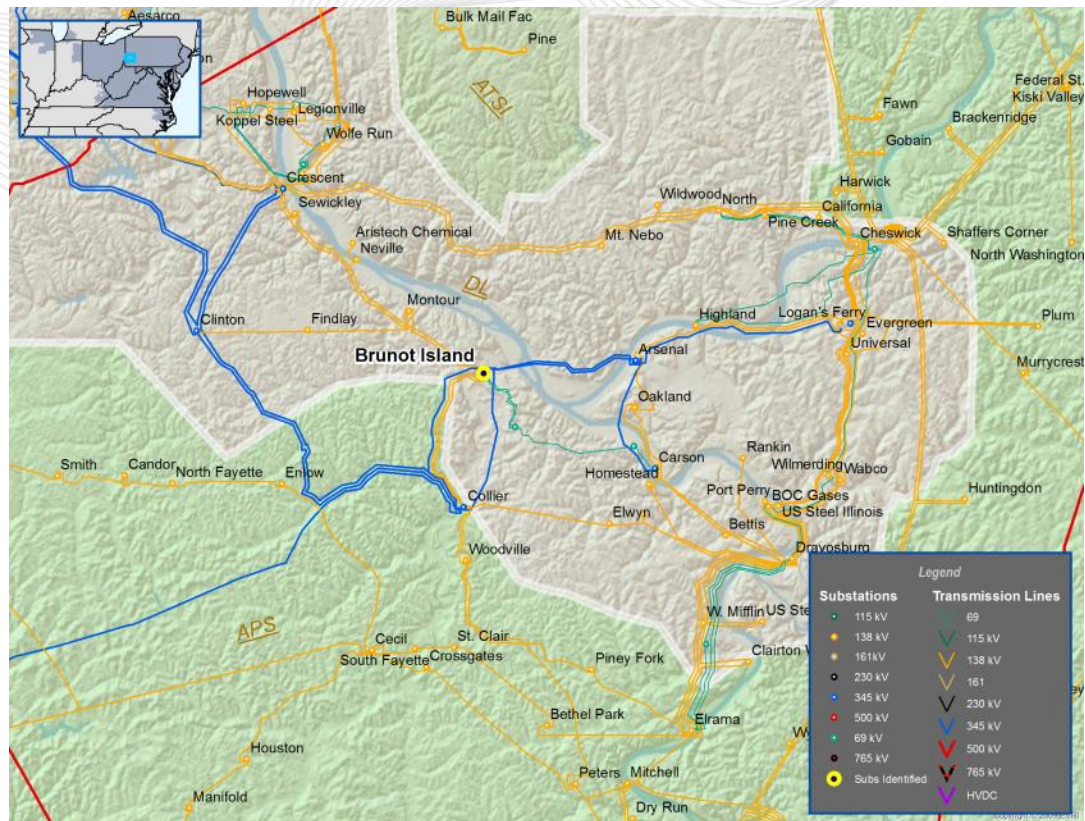 Aesarco
Bulk Mail Fac
Pine
ATSI
Federal St.
Kiski Valley
Fawn
Brackenridge
Gobain
Hopewell
Legionville
Koppel Steel
Wolfe Run
Crescent
Sewickley
Harwick
Wildwood
North
California
Pine Creek
Cheswick
Shaffers Corner
North Washington
Aristech Chemical
Neville
Mt. Nebo
DL
Montour
Clinton
Findlay
Highland
Logan's Ferry
Evergreen
Plum
Universal
Brunot Island
Arsenal
Murrycrest
Oakland
Rankin
Smith
Candor
North Fayette
Enlow
Carson
Homestead
Wilmerding
Wabco
Port Perry
BOC Gases
US Steel Illinois
Huntingdon
Collier
Elwyn
Bettis
Woodville
Dravosburg
APS
W. Mifflin
US Ste
Cecil
St. Clair
South Fayette
Crossgates
Piney Fork
Clairton
Bethel Park
Elrama
Houston
Peters
Mitchell
Manifold
Dry Run
Legend
Substations
115 kV
138 kV
161kV
230 kV
345 kV
500 kV
69 kV
765 kV
Subs Identified
Transmission Lines
69
115 kV
138 kV
161
230 kV
345 kV
500 kV
765 kV
HVDC